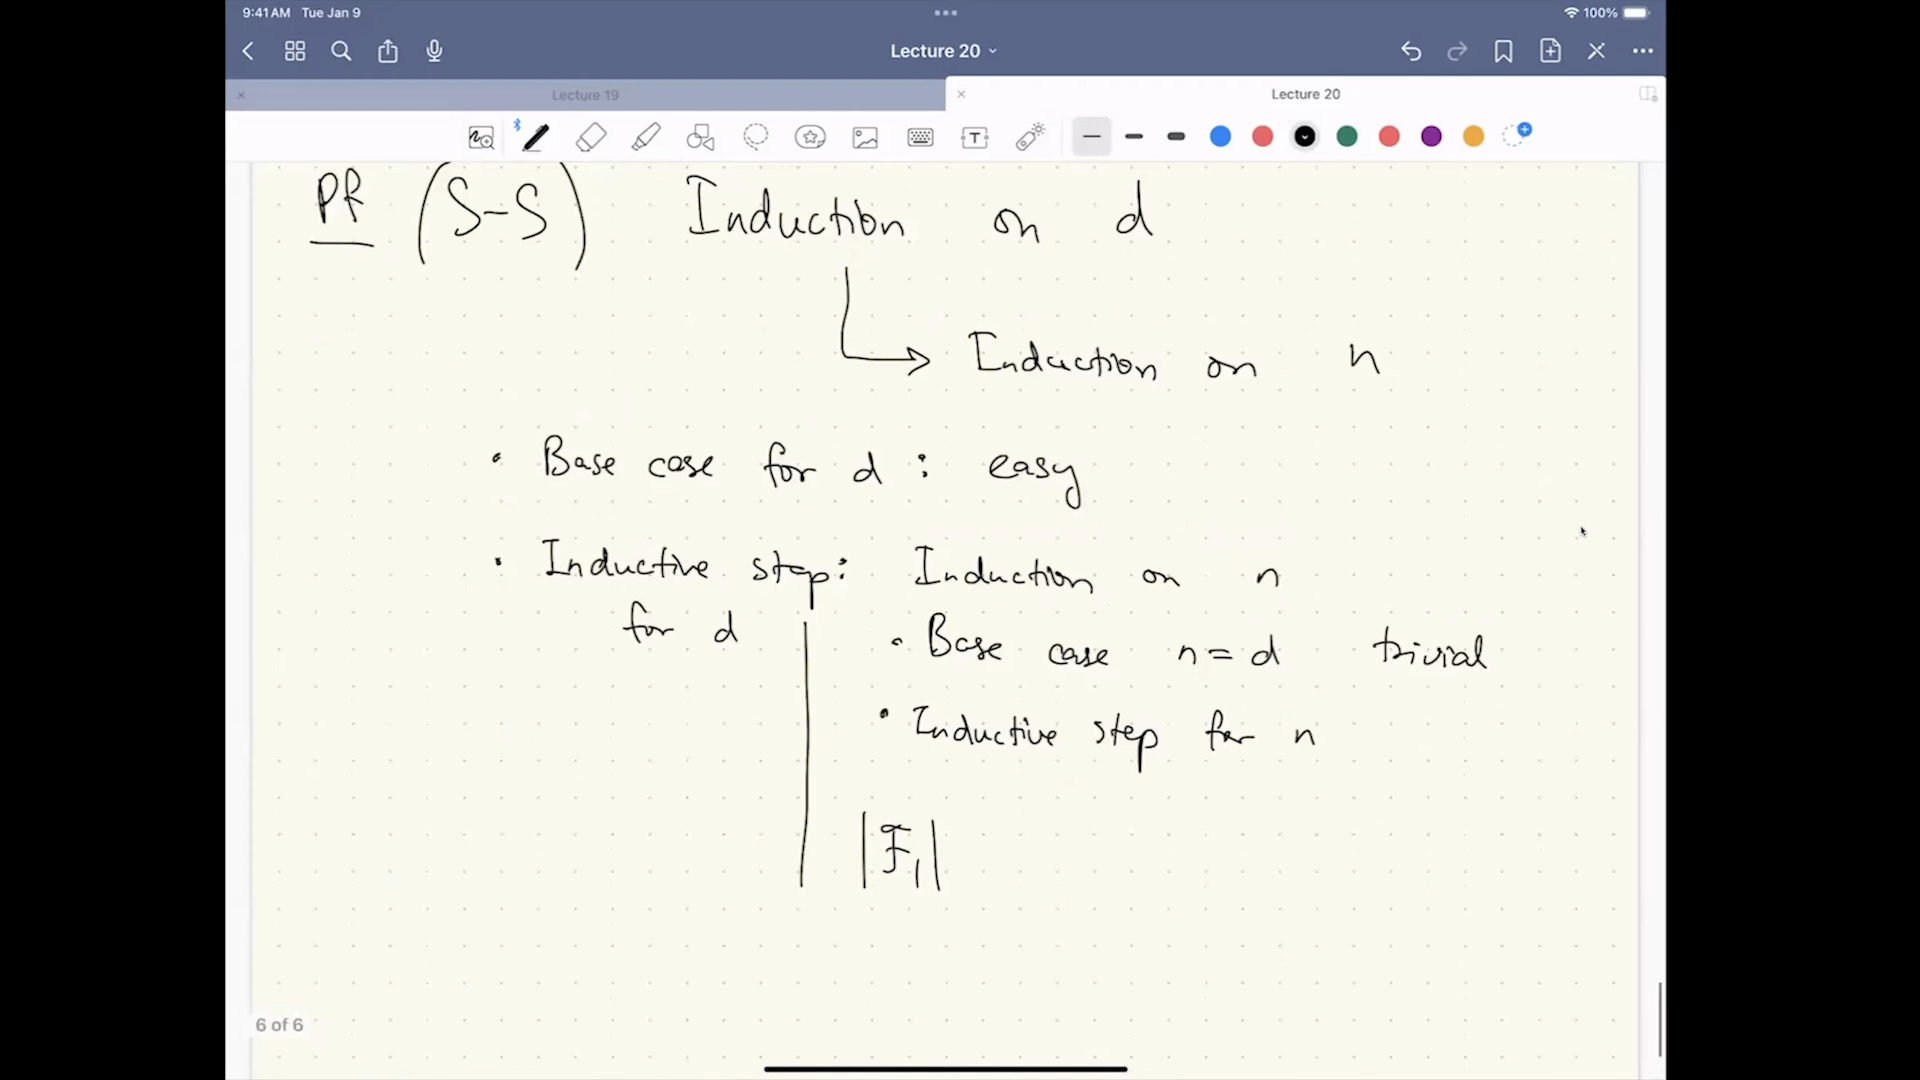 9:41 AM Tue Jan 9
100%
Lecture 20
Lecture 19
Lecture 20
Pf (S-S) Induction on d
Induction on n
• Base case for d : easy
• Inductive step: Induction on n
for d
• Base case n = d trivial
• Inductive step for n
|F₁|
6 of 6